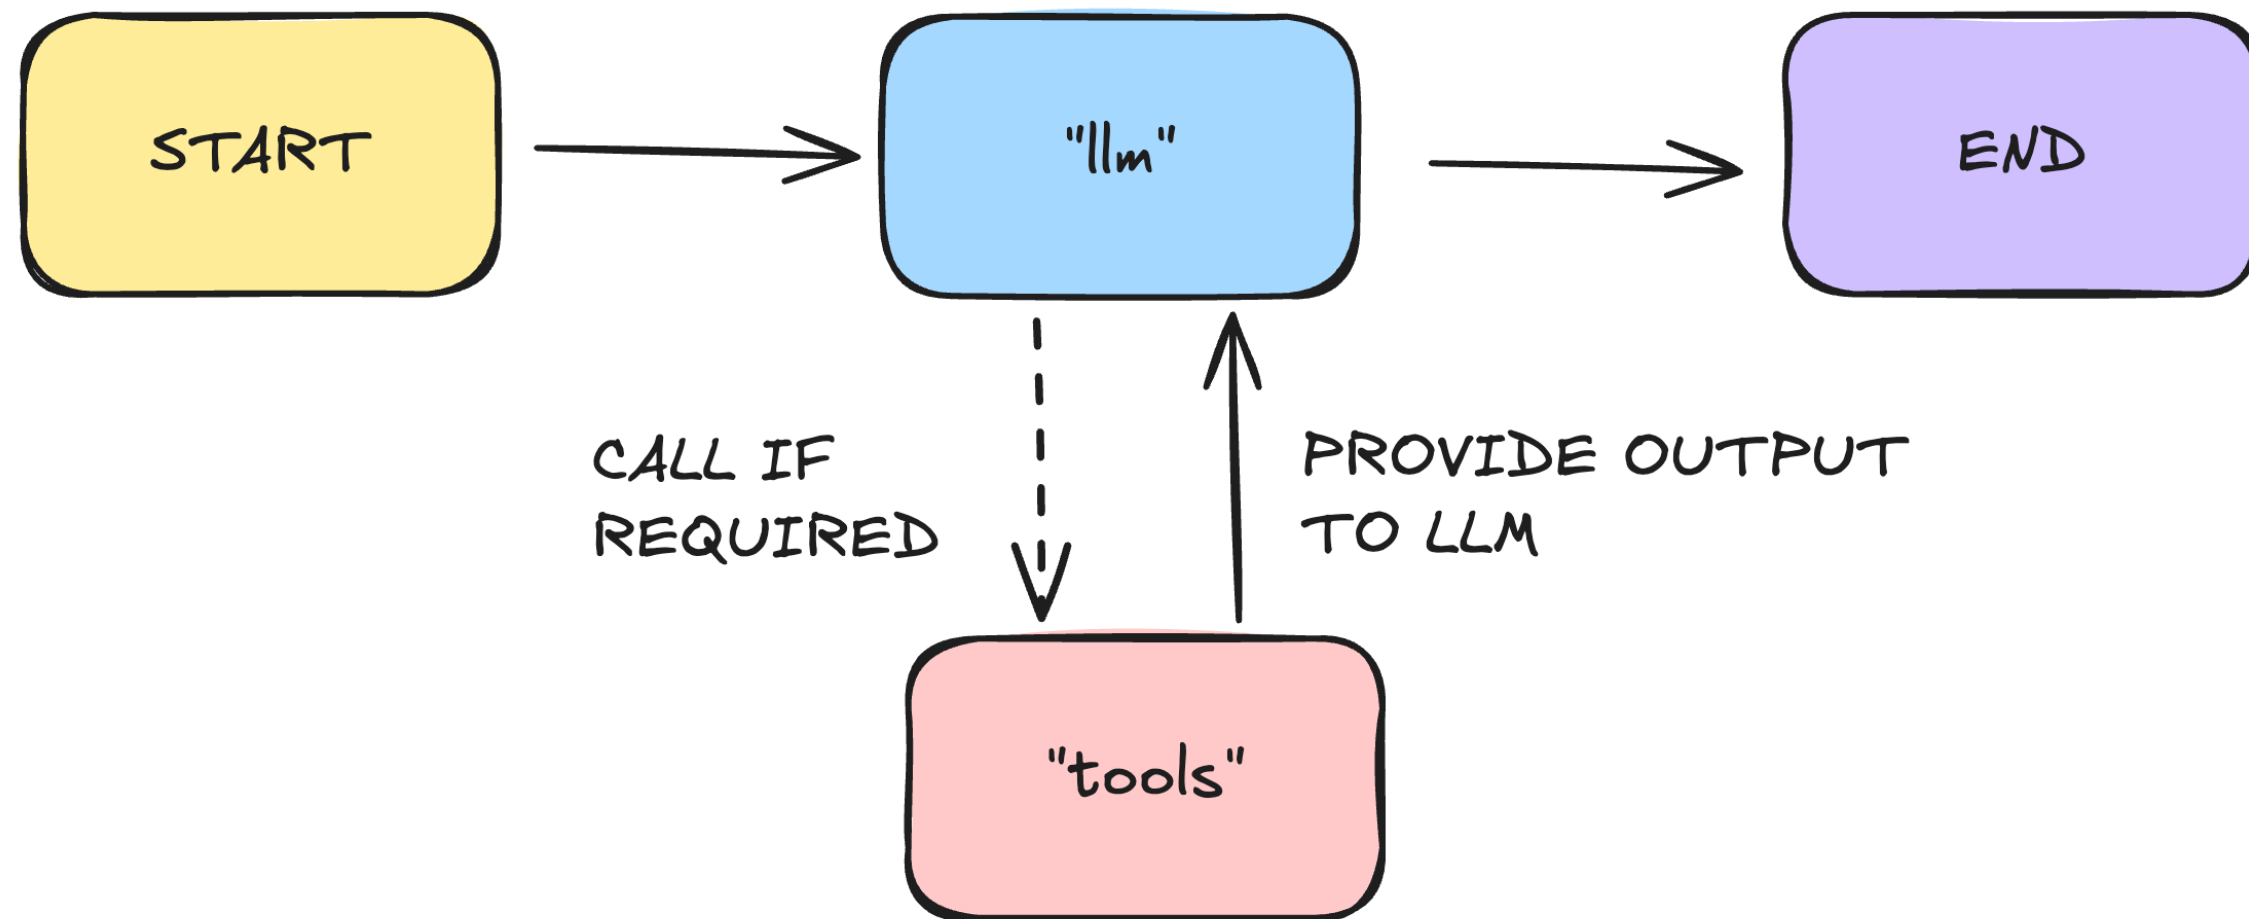 START
"llm"
END
CALL IF
REQUIRED
PROVIDE OUTPUT
TO LLM
"tools"